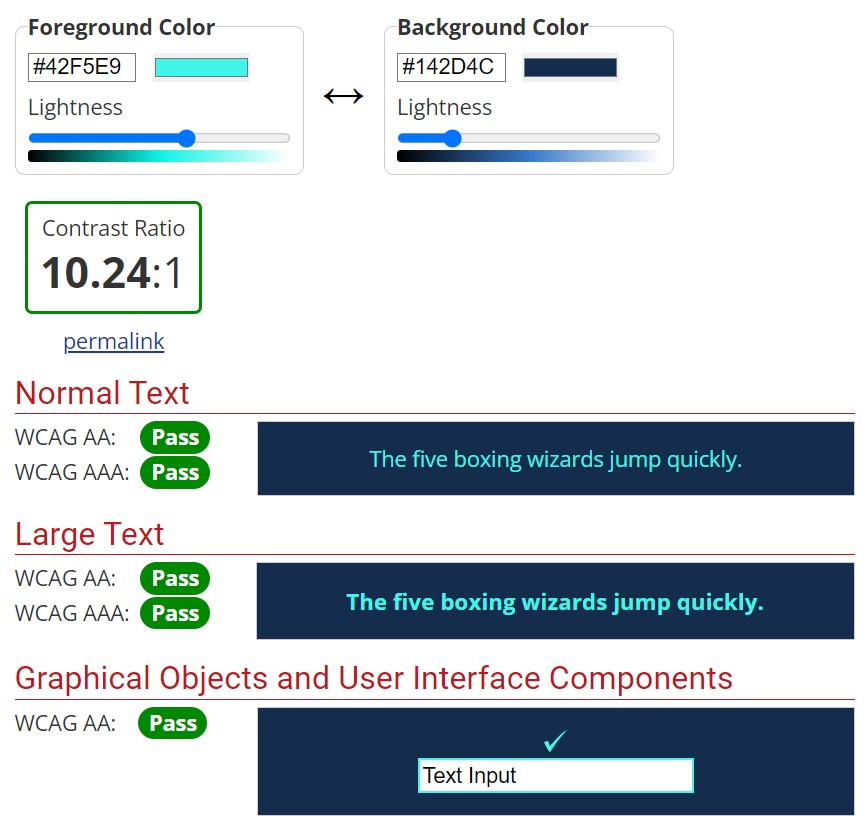 Foreground Color
#42F5E9
Lightness
Background Color
#142D4C
Lightness
Contrast Ratio
10.24:1
permalink
Normal Text
WCAG AA: Pass
WCAG AAA: Pass
The five boxing wizards jump quickly.
Large Text
WCAG AA: Pass
WCAG AAA: Pass
The five boxing wizards jump quickly.
Graphical Objects and User Interface Components
WCAG AA: Pass
Text Input